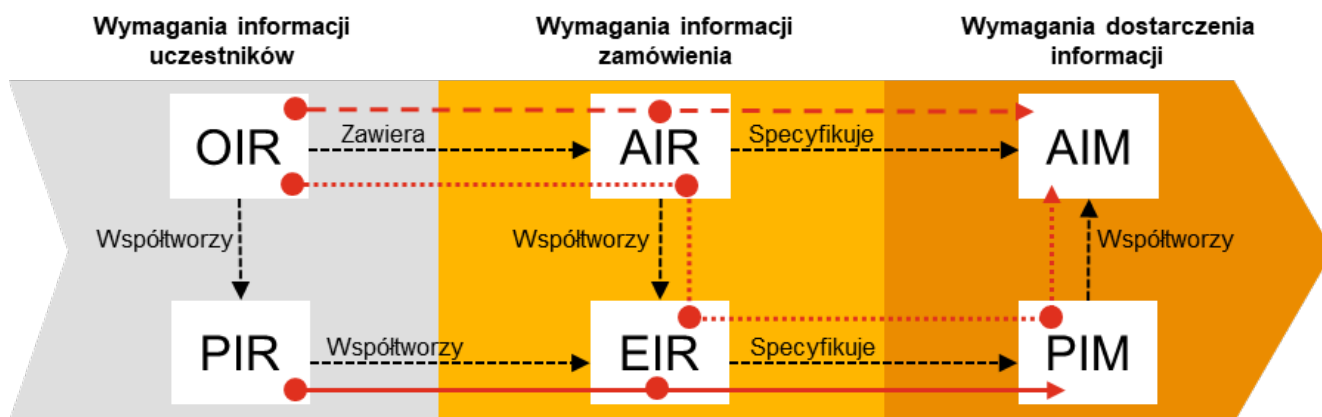 Wymagania informacji
uczestników
Wymagania informacji
zamówienia
Wymagania dostarczenia
informacji
OIR
Zawiera
AIR
Specyfikuje
AIM
Współtworzy
Współtworzy
Współtworzy
PIR
Współtworzy
EIR
Specyfikuje
PIM